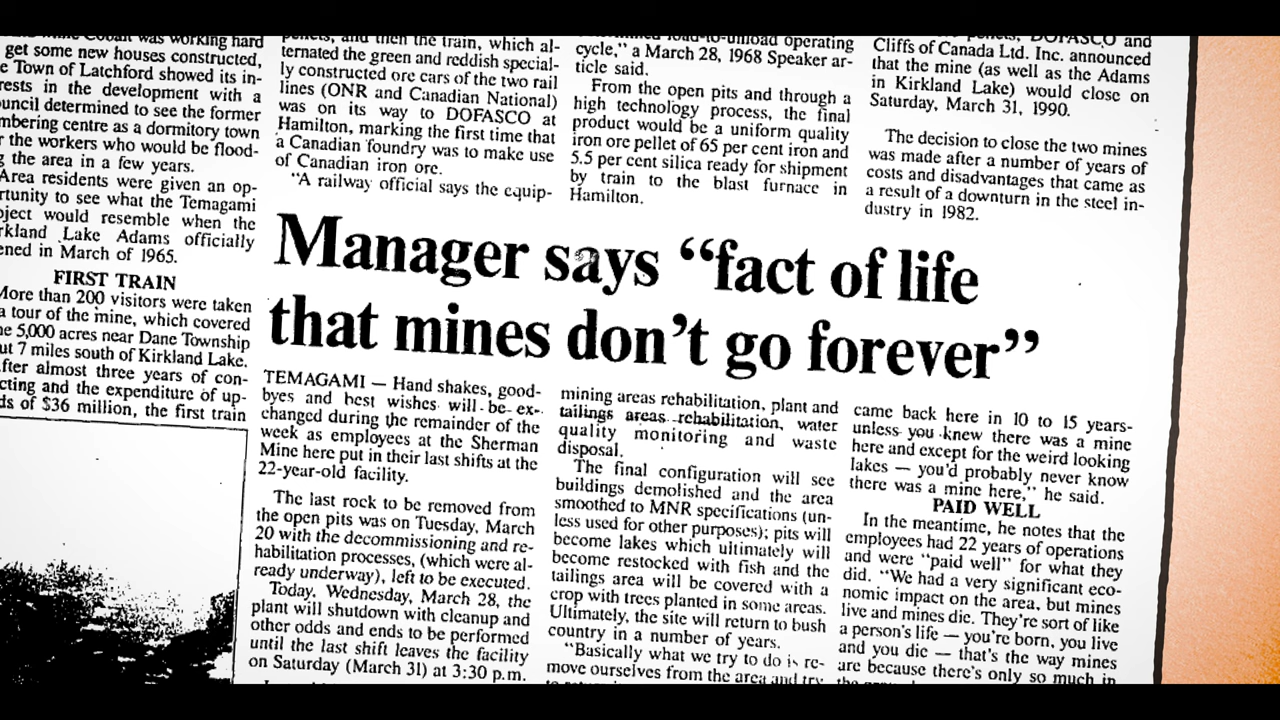 was working hard
get some new houses constructed,
Town of Latchford showed its in-
rests in the development with a
ouncil determined to see the former
mbering centre as a dormitory town
r the workers who would be flood-
g the area in a few years.
Area residents were given an op-
rtunity to see what the Temagami
oject would resemble when the
rkland Lake Adams officially
ened in March of 1965.
FIRST TRAIN
More than 200 visitors were taken
a tour of the mine, which covered
e 5,000 acres near Dane Township
ut 7 miles south of Kirkland Lake.
fter almost three years of con-
cting and the expenditure of up-
ds of $36 million, the first train
pellets, and then the train, which al-
ternated the green and reddish special-
ly constructed ore cars of the two rail
lines (ONR and Canadian National)
was on its way to DOFASCO at
Hamilton, marking the first time that
a Canadian foundry was to make use
of Canadian iron ore.
"A railway official says the equip-
load-to-unload operating
cycle," a March 28, 1968 Speaker ar-
ticle said.
From the open pits and through a
high technology process, the final
product would be a uniform quality
iron ore pellet of 65 per cent iron and
5.5 per cent silica ready for shipment
by train to the blast furnace in
Hamilton.
pellets, DOFASCO and
Cliffs of Canada Ltd. Inc. announced
that the mine (as well as the Adams
in Kirkland Lake) would close on
Saturday, March 31, 1990.
The decision to close the two mines
was made after a number of years of
costs and disadvantages that came as
a result of a downturn in the steel in-
dustry in 1982.
Manager says "fact of life
that mines don't go forever"
TEMAGAMI — Hand shakes, good-
byes and best wishes will be ex-
changed during the remainder of the
week as employees at the Sherman
Mine here put in their last shifts at the
22-year-old facility.
The last rock to be removed from
the open pits was on Tuesday, March
20 with the decommissioning and re-
habilitation processes, (which were al-
ready underway), left to be executed.
Today, Wednesday, March 28, the
plant will shutdown with cleanup and
other odds and ends to be performed
until the last shift leaves the facility
on Saturday (March 31) at 3:30 p.m.
mining areas rehabilitation, plant and
tailings areas rehabilitation, water
quality monitoring and waste
disposal.
The final configuration will see
buildings demolished and the area
smoothed to MNR specifications (un-
less used for other purposes); pits will
become lakes which ultimately will
become restocked with fish and the
tailings area will be covered with a
crop with trees planted in some areas.
Ultimately, the site will return to bush
country in a number of years.
"Basically what we try to do is re-
move ourselves from the area and try
came back here in 10 to 15 years-
unless you knew there was a mine
here and except for the weird looking
lakes — you'd probably never know
there was a mine here," he said.
PAID WELL
In the meantime, he notes that the
employees had 22 years of operations
and were "paid well" for what they
did. "We had a very significant eco-
nomic impact on the area, but mines
live and mines die. They're sort of like
a person's life — you're born, you live
and you die — that's the way mines
are because there's only so much in